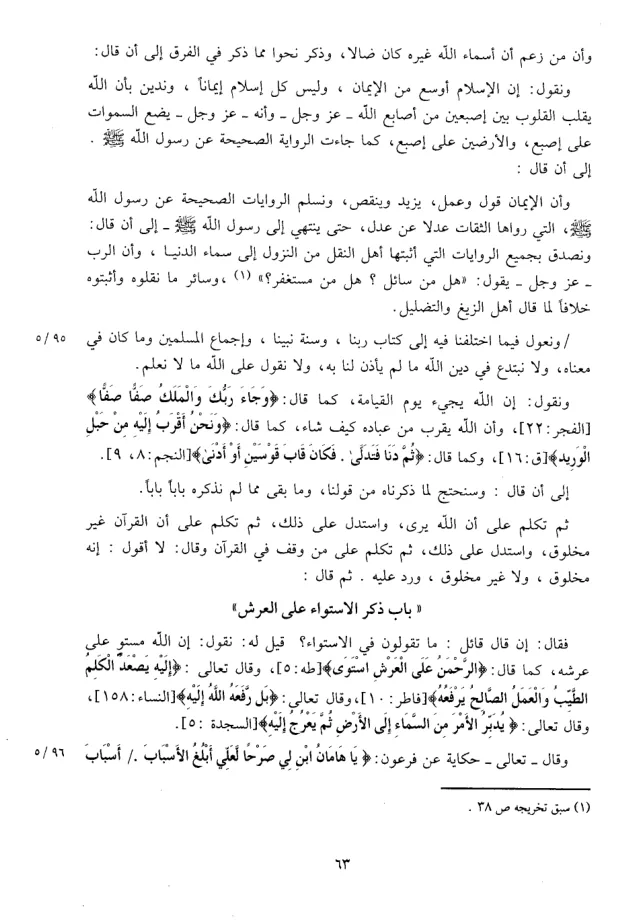 وأن من زعم أن أسماء الله غيره كان ضالا، وذكر نحوا مما ذكر في الفرق إلى أن قال:
ونقول: إن الإسلام أوسع من الإيمان ، وليس كل إسلام إيماناً ، وندين بأن الله
يقلب القلوب بين إصبعين من أصابع الله ـ عز وجل ـ وأنه ـ عز وجل ـ يضع السموات
على إصبع، والأرضين على إصبع، كما جاءت الرواية الصحيحة عن رسول الله ﷺ .
إلى أن قال :
وأن الإيمان قول وعمل، يزيد وينقص، ونسلم الروايات الصحيحة عن رسول الله
ﷺ، التي رواها الثقات عدلا عن عدل، حتى ينتهي إلى رسول الله ﷺ ـ إلى أن قال:
ونصدق بجميع الروايات التي أثبتها أهل النقل من النزول إلى سماء الدنيا ، وأن الرب
ـ عز وجل ـ يقول: «هل من سائل ؟ هل من مستغفر؟» (١) ،وسائر ما نقلوه وأثبتوه
خلافاً لما قال أهل الزيغ والتضليل.
/ ونعول فيما اختلفنا فيه إلى كتاب ربنا ، وسنة نبينا ، وإجماع المسلمين وما كان في ٥/٩٥
معناه، ولا نبتدع في دين الله ما لم يأذن لنا به، ولا نقول على الله ما لا نعلم.
ونقول: إن الله يجيء يوم القيامة، كما قال: ﴿وَجَاءَ رَبُّكَ وَالْمَلَكُ صَفًّا صَفًّا﴾
[الفجر:٢٢]، وأن الله يقرب من عباده كيف شاء، كما قال: ﴿وَنَحْنُ أَقْرَبُ إِلَيْهِ مِنْ حَبْلِ
الْوَرِيدِ﴾[ق:١٦]، وكما قال: ﴿ثُمَّ دَنَا فَتَدَلَّىٰ . فَكَانَ قَابَ قَوْسَيْنِ أَوْ أَدْنَىٰ﴾[النجم:٨، ٩].
إلى أن قال : وسنحتج لما ذكرناه من قولنا، وما بقى مما لم نذكره باباً باباً.
ثم تكلم على أن الله يرى، واستدل على ذلك، ثم تكلم على أن القرآن غير
مخلوق، واستدل على ذلك، ثم تكلم على من وقف في القرآن وقال: لا أقول : إنه
مخلوق ، ولا غير مخلوق ، ورد عليه . ثم قال :
« باب ذكر الاستواء على العرش»
فقال: إن قال قائل : ما تقولون في الاستواء؟ قيل له: نقول: إن الله مستو على
عرشه، كما قال: ﴿الرَّحْمَنُ عَلَى الْعَرْشِ اسْتَوَىٰ﴾[طه:٥]، وقال تعالى : ﴿إِلَيْهِ يَصْعَدُ الْكَلِمُ
الطَّيِّبُ وَالْعَمَلُ الصَّالِحُ يَرْفَعُهُ﴾[فاطر:١٠]،وقال تعالى: ﴿بَل رَّفَعَهُ اللَّهُ إِلَيْهِ﴾[النساء:١٥٨]،
وقال تعالى:﴿ يُدَبِّرُ الأَمْرَ مِنَ السَّمَاءِ إِلَى الأَرْضِ ثُمَّ يَعْرُجُ إِلَيْهِ﴾[السجدة :٥].
وقال ـ تعالى ـ حكاية عن فرعون:﴿ يَا هَامَانُ ابْنِ لِي صَرْحًا لَعَلِّي أَبْلُغُ الأَسْبَابَ ./ أَسْبَابَ ٥/٩٦
(١) سبق تخريجه ص ٣٨ .
٦٣